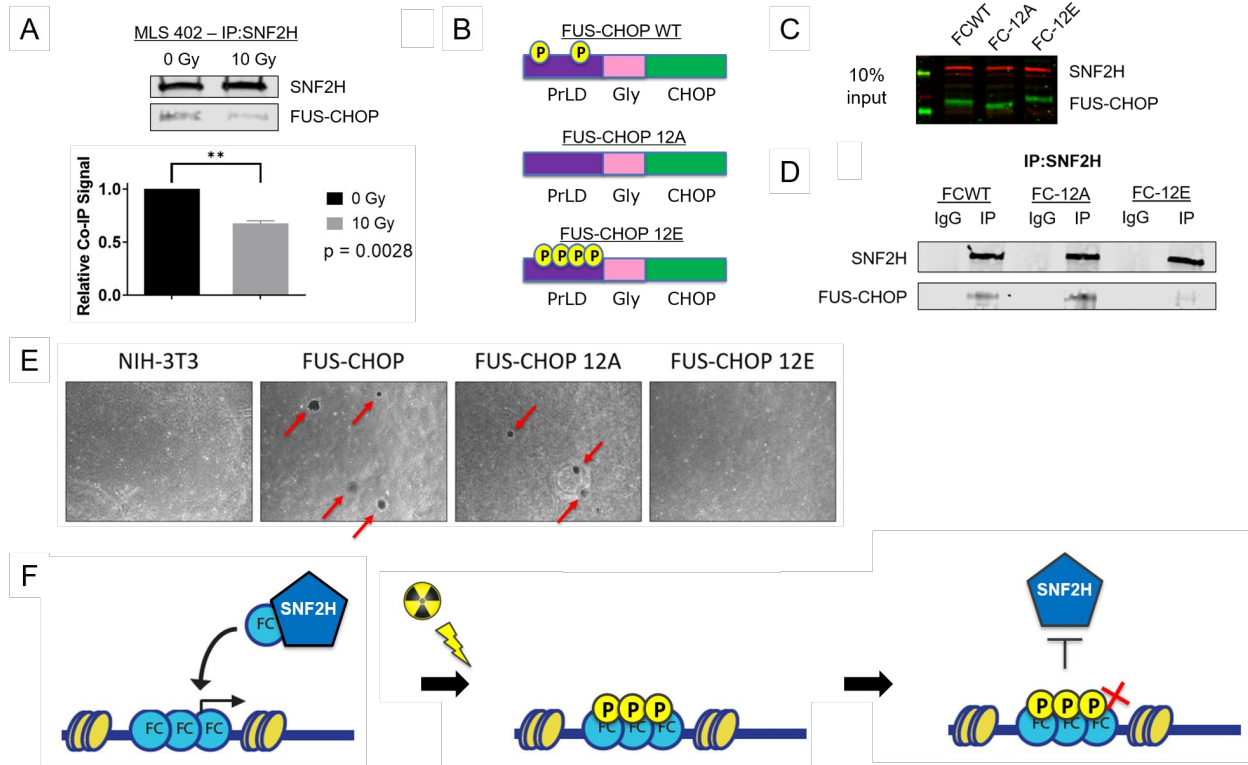 A
MLS 402 – IP:SNF2H
0 Gy 10 Gy
SNF2H
FUS-CHOP
**
Relative Co-IP Signal
1.0
0.5
0.0
0 Gy
10 Gy
p = 0.0028
B
FUS-CHOP WT
P P
PrLD Gly CHOP
FUS-CHOP 12A
PrLD Gly CHOP
FUS-CHOP 12E
P P P P
PrLD Gly CHOP
C
FCWT FC-12A FC-12E
10%
input
SNF2H
FUS-CHOP
D
IP:SNF2H
FCWT FC-12A FC-12E
IgG IP IgG IP IgG IP
SNF2H
FUS-CHOP
E
NIH-3T3 FUS-CHOP FUS-CHOP 12A FUS-CHOP 12E
F
SNF2H
FC
FC FC FC
P P P
FC FC FC
SNF2H
P P P
FC FC FC